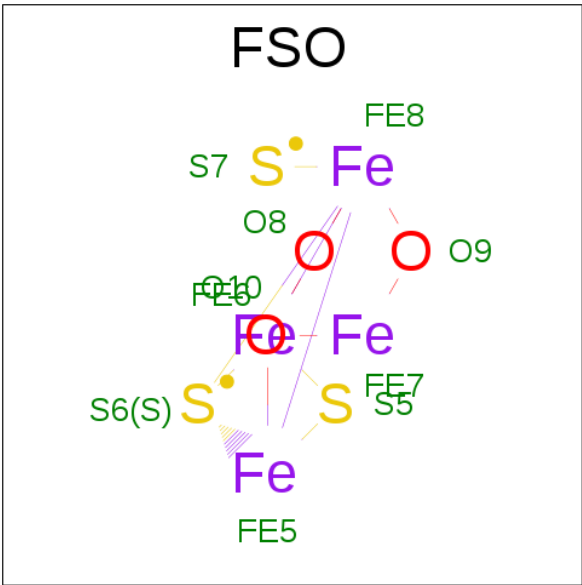 FSO
FE8
S7 S Fe
O8 O O O9
O10
FE6
Fe O Fe
FE7
S6(S) S S S5
Fe
FE5